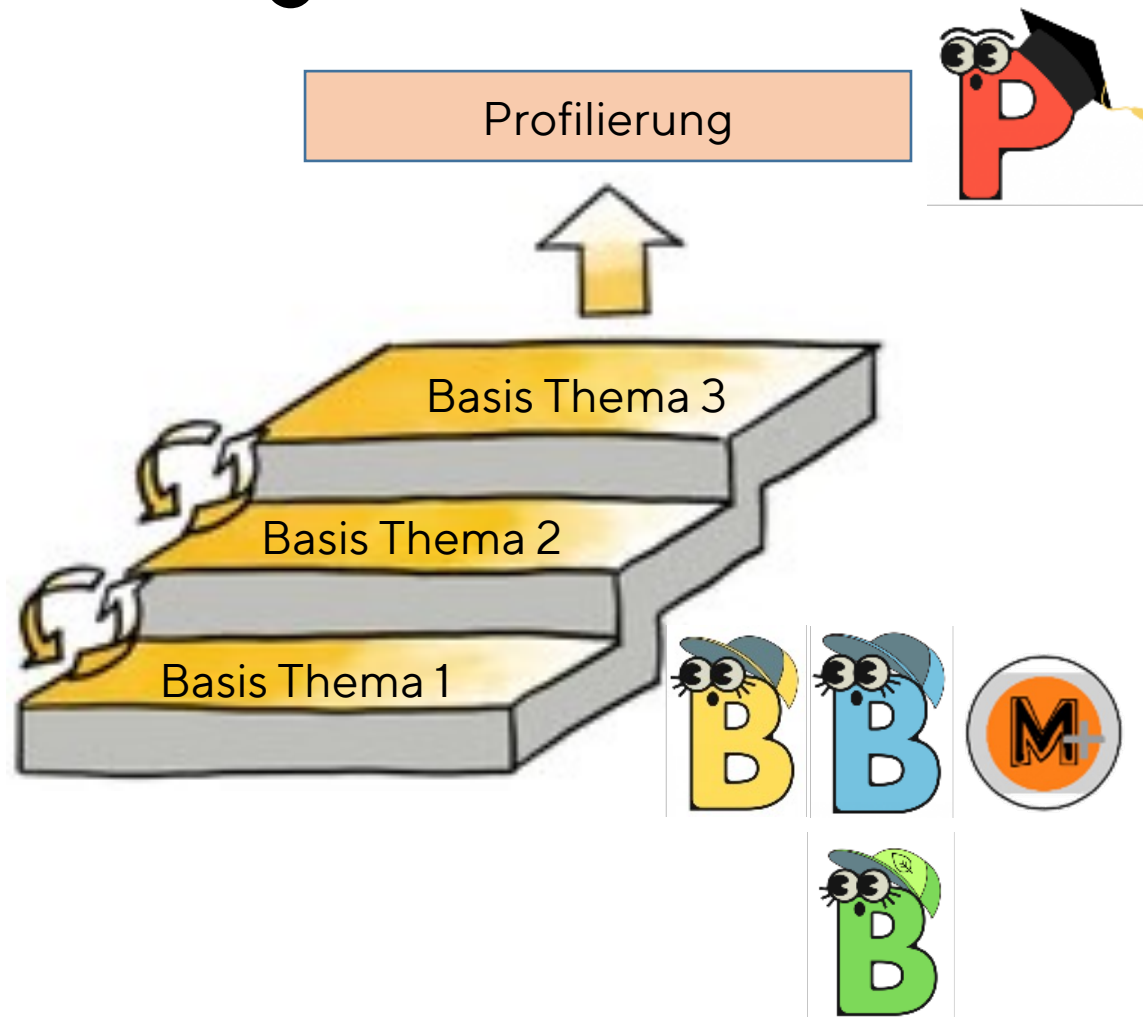 Profilierung
P
Basis Thema 3
Basis Thema 2
Basis Thema 1
B
B
M+
B